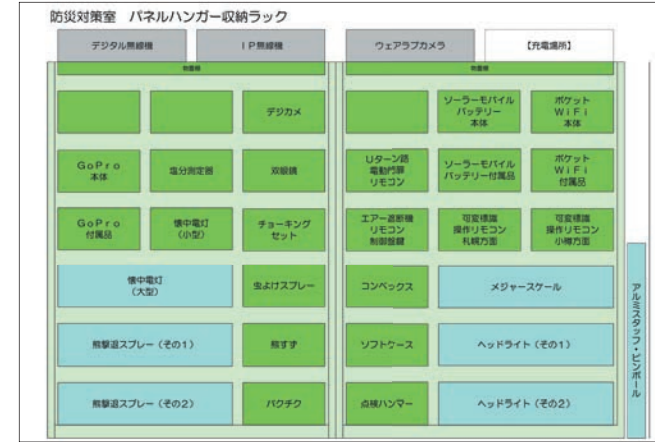 防災対策室　パネルハンガー収納ラック
デジタル無線機
ＩＰ無線機
ウェアラブカメラ
【充電場所】
デジカメ
ソーラーモバイル
バッテリー
本体
ポケット
ＷｉＦｉ
本体
ＧｏＰｒｏ
本体
塩分測定器
双眼鏡
Uターン路
電動門扉
リモコン
ソーラーモバイル
バッテリー付属品
ポケット
ＷｉＦｉ
付属品
ＧｏＰｒｏ
付属品
懐中電灯
（小型）
チョーキング
セット
エアー遮断機
リモコン
制御盤鍵
可変標識
操作リモコン
札幌方面
可変標識
操作リモコン
小樽方面
懐中電灯
（大型）
虫よけスプレー
コンベックス
メジャースケール
熊撃退スプレー（その１）
熊すず
ソフトケース
ヘッドライト（その１）
熊撃退スプレー（その２）
バクチク
点検ハンマー
ヘッドライト（その２）
アルミスタッフ・ピンポール